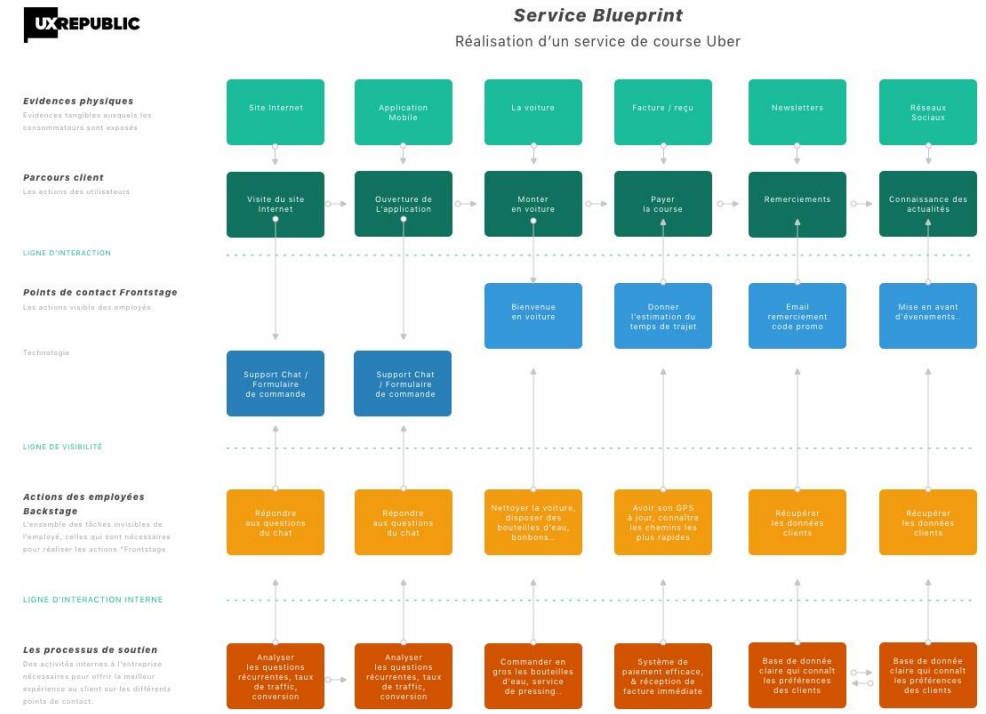 UXREPUBLIC
Service Blueprint
Réalisation d'un service de course Uber
Evidences physiques
Evidences tangibles auxquels les
consommateurs sont exposés
Site Internet
Application
Mobile
La voiture
Facture / reçu
Newsletters
Réseaux
Sociaux
Parcours client
Les actions des utilisateurs
Visite du site
Internet
Ouverture de
L'application
Monter
en voiture
Payer
la course
Remerciements
Connaissance des
actualités
LIGNE D'INTERACTION
Points de contact Frontstage
Les actions visible des employés
Bienvenue
en voiture
Donner
l'estimation du
temps de trajet
Email
remerciement
code promo
Mise en avant
d'évenements..
Technologie
Support Chat /
Formulaire
de commande
Support Chat
/ Formulaire
de commande
LIGNE DE VISIBILITÉ
Actions des employées
Backstage
L'ensemble des tâches invisibles de
l'employé, celles qui sont nécessaires
pour réaliser les actions "Frontstage
Répondre
aux questions
du chat
Répondre
aux questions
du chat
Nettoyer la voiture,
disposer des
bouteilles d'eau,
bonbons...
Avoir son GPS
à jour, connaître
les chemins les
plus rapides
Récupérer
les données
clients
Récupérer
les données
clients
LIGNE D'INTERACTION INTERNE
Les processus de soutien
Des activités internes à l'entreprise
nécessaires pour offrir la meilleur
expérience au client sur les différents
points de contact.
Analyser
les questions
récurrentes, taux
de traffic,
conversion
Analyser
les questions
récurrentes, taux
de traffic,
conversion
Commander en
gros les bouteilles
d'eau, service
de pressing...
Système de
paiement efficace,
& réception de
facture immédiate
Base de donnée
claire qui connaît
les préférences
des clients
Base de donnée
claire qui connaît
les préférences
des clients